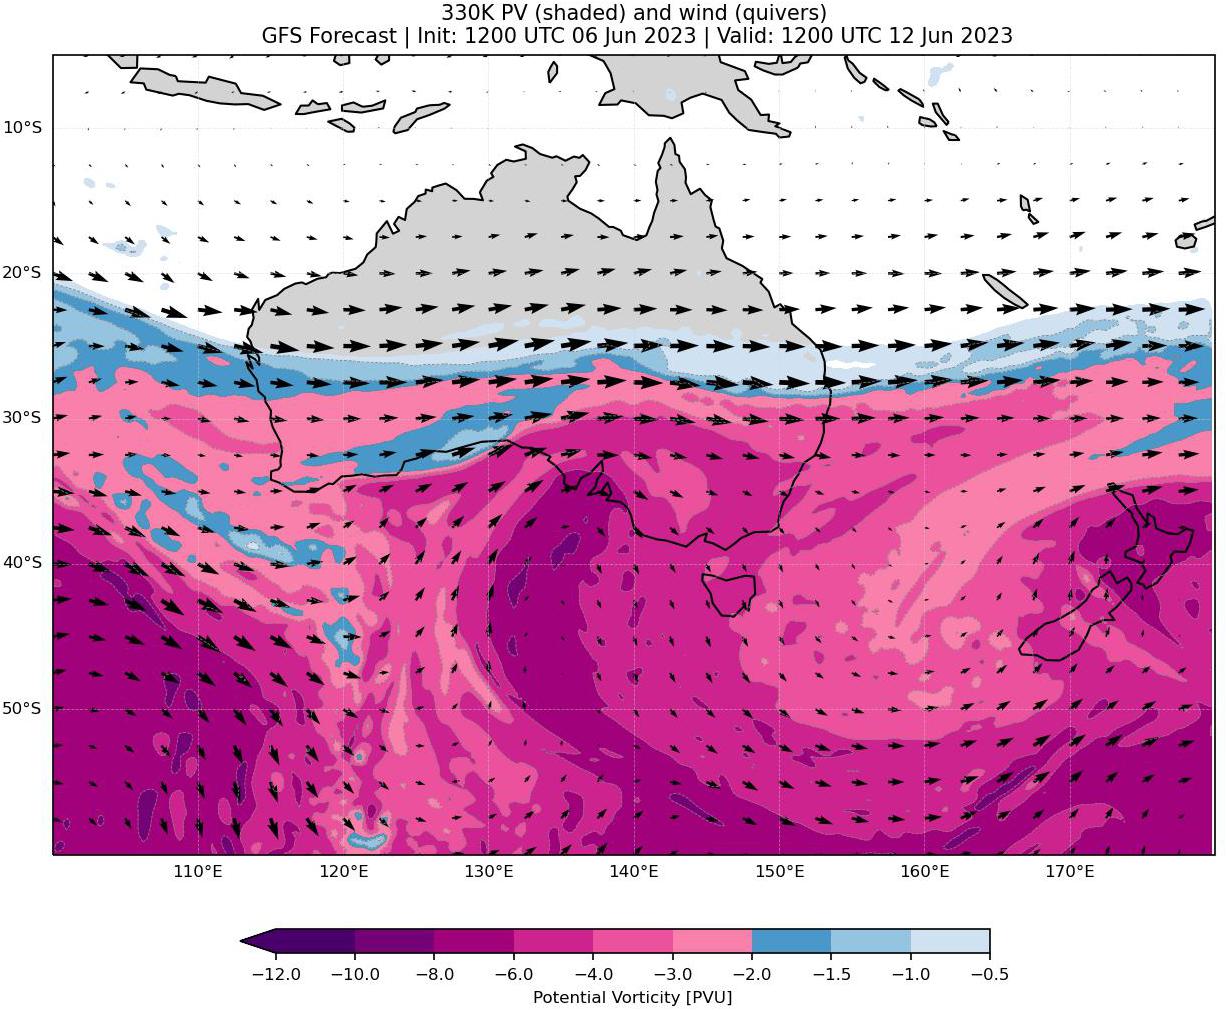 330K PV (shaded) and wind (quivers)
GFS Forecast | Init: 1200 UTC 06 Jun 2023 | Valid: 1200 UTC 12 Jun 2023
10°S
20°S
30°S
40°S
50°S
110°E 120°E 130°E 140°E 150°E 160°E 170°E
−12.0 −10.0 −8.0 −6.0 −4.0 −3.0 −2.0 −1.5 −1.0 −0.5
Potential Vorticity [PVU]